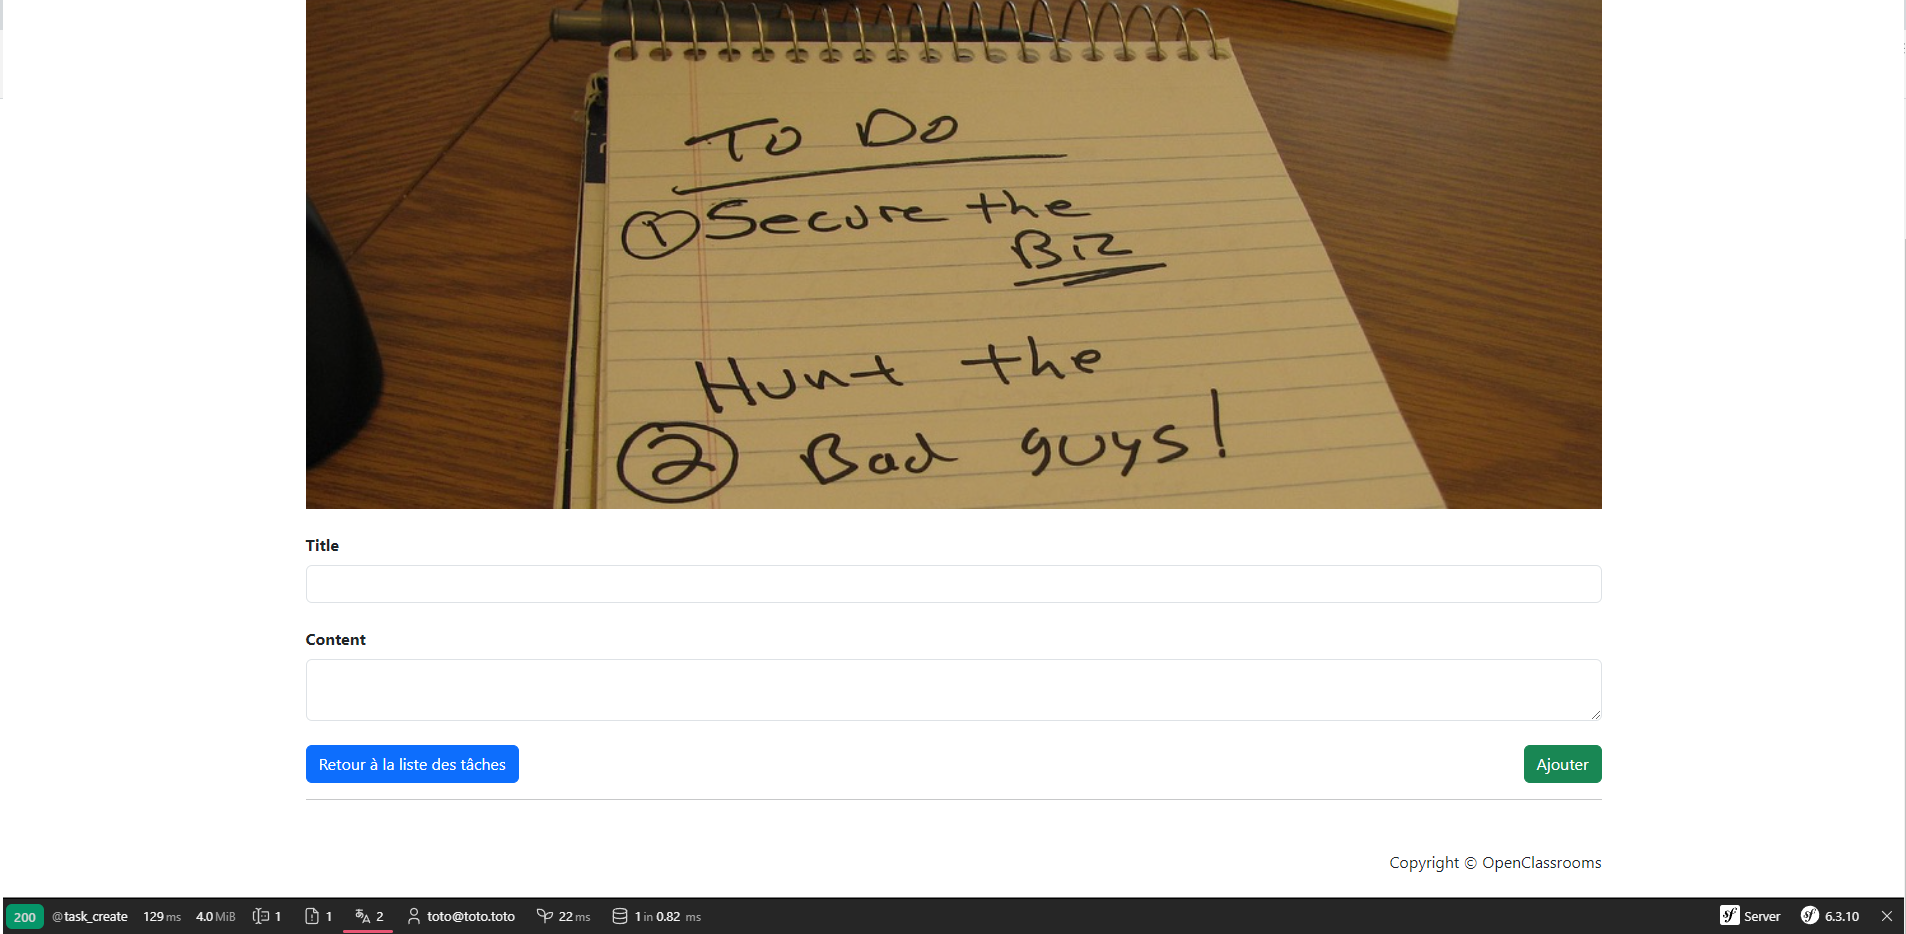 To Do
① Secure the
Biz
Hunt the
② Bad guys!
Title
Content
Retour à la liste des tâches
Ajouter
Copyright © OpenClassrooms
200 @task_create 129 ms 4.0 MiB 1 1 2 toto@toto.toto 22 ms 1 in 0.82 ms Server 6.3.10